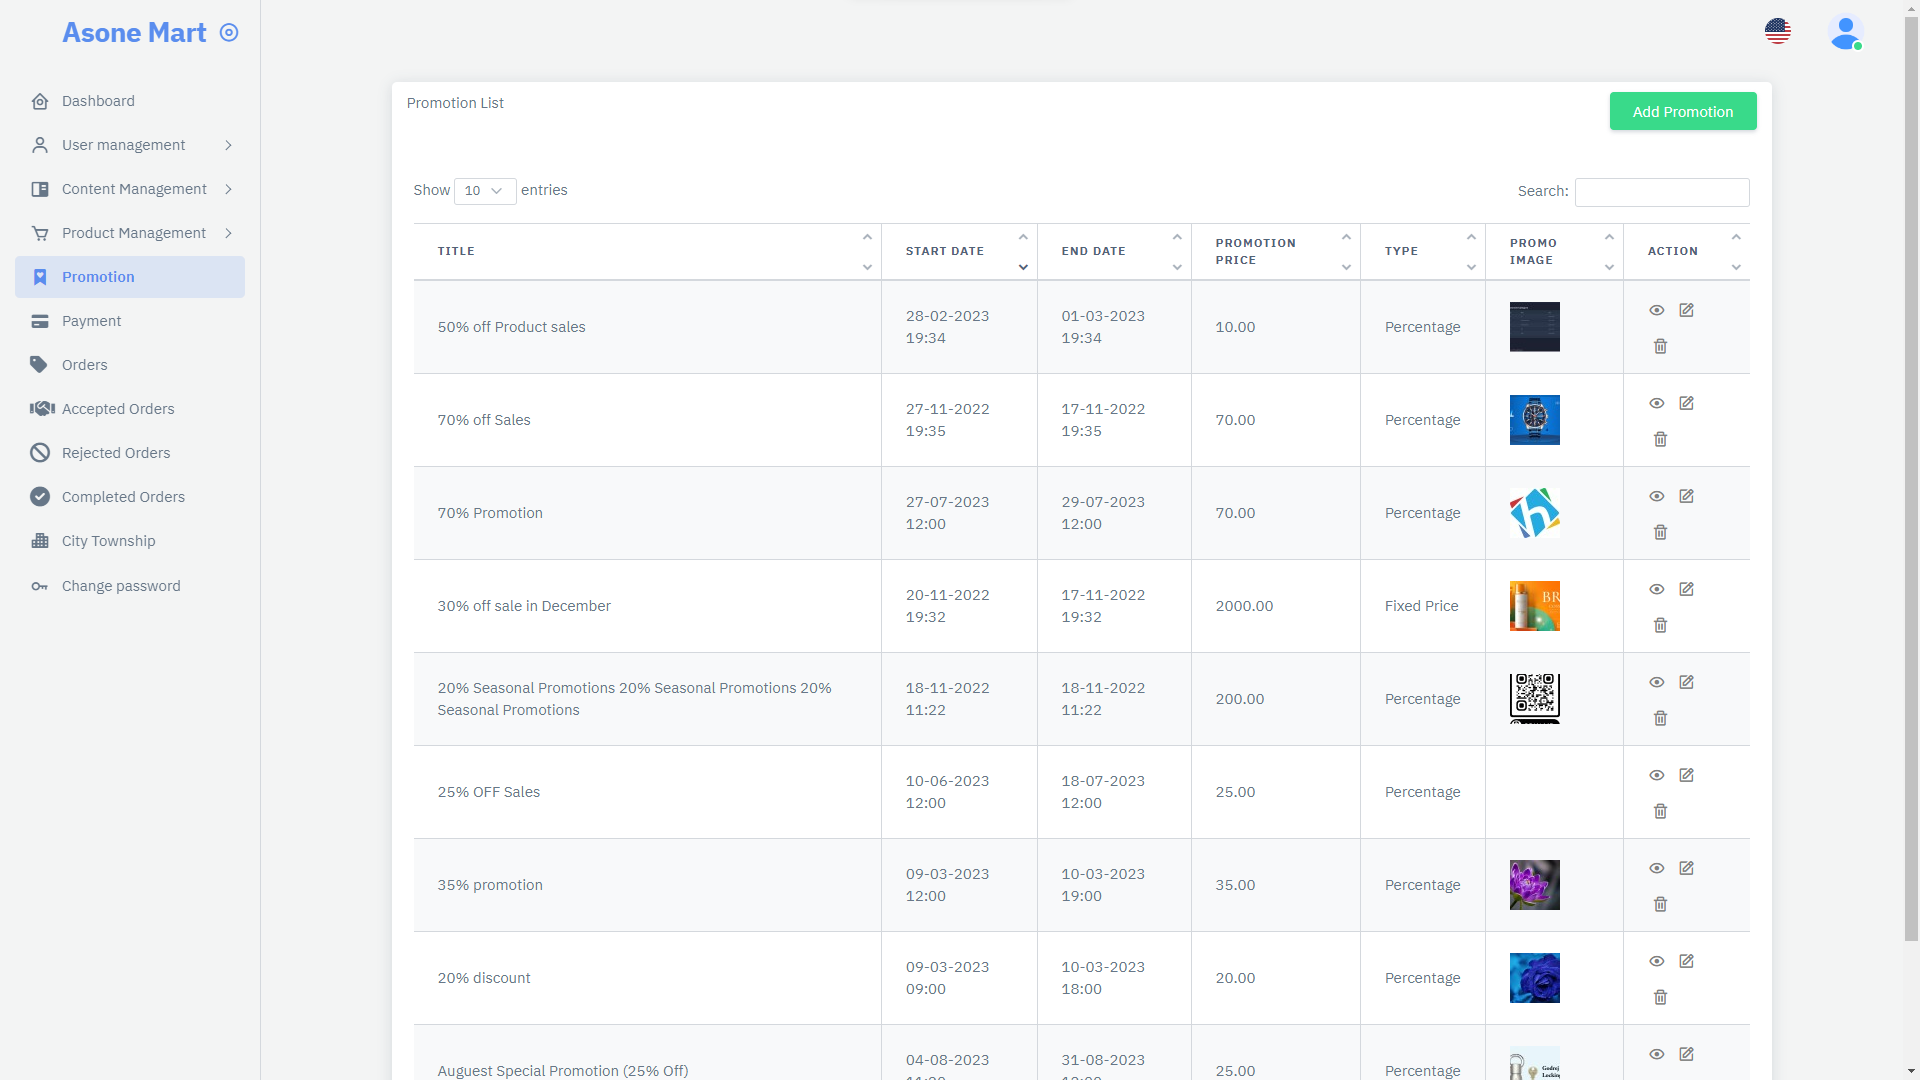 Asone Mart
Dashboard
User management
Content Management
Product Management
Promotion
Payment
Orders
Accepted Orders
Rejected Orders
Completed Orders
City Township
Change password
Promotion List
Add Promotion
Show 10 entries
Search:
TITLE
START DATE
END DATE
PROMOTION
PRICE
TYPE
PROMO
IMAGE
ACTION
50% off Product sales
28-02-2023
19:34
01-03-2023
19:34
10.00
Percentage
70% off Sales
27-11-2022
19:35
17-11-2022
19:35
70.00
Percentage
70% Promotion
27-07-2023
12:00
29-07-2023
12:00
70.00
Percentage
30% off sale in December
20-11-2022
19:32
17-11-2022
19:32
2000.00
Fixed Price
BR
20% Seasonal Promotions 20% Seasonal Promotions 20%
Seasonal Promotions
18-11-2022
11:22
18-11-2022
11:22
200.00
Percentage
25% OFF Sales
10-06-2023
12:00
18-07-2023
12:00
25.00
Percentage
35% promotion
09-03-2023
12:00
10-03-2023
19:00
35.00
Percentage
20% discount
09-03-2023
09:00
10-03-2023
18:00
20.00
Percentage
Auguest Special Promotion (25% Off)
04-08-2023
31-08-2023
25.00
Percentage
Godrej